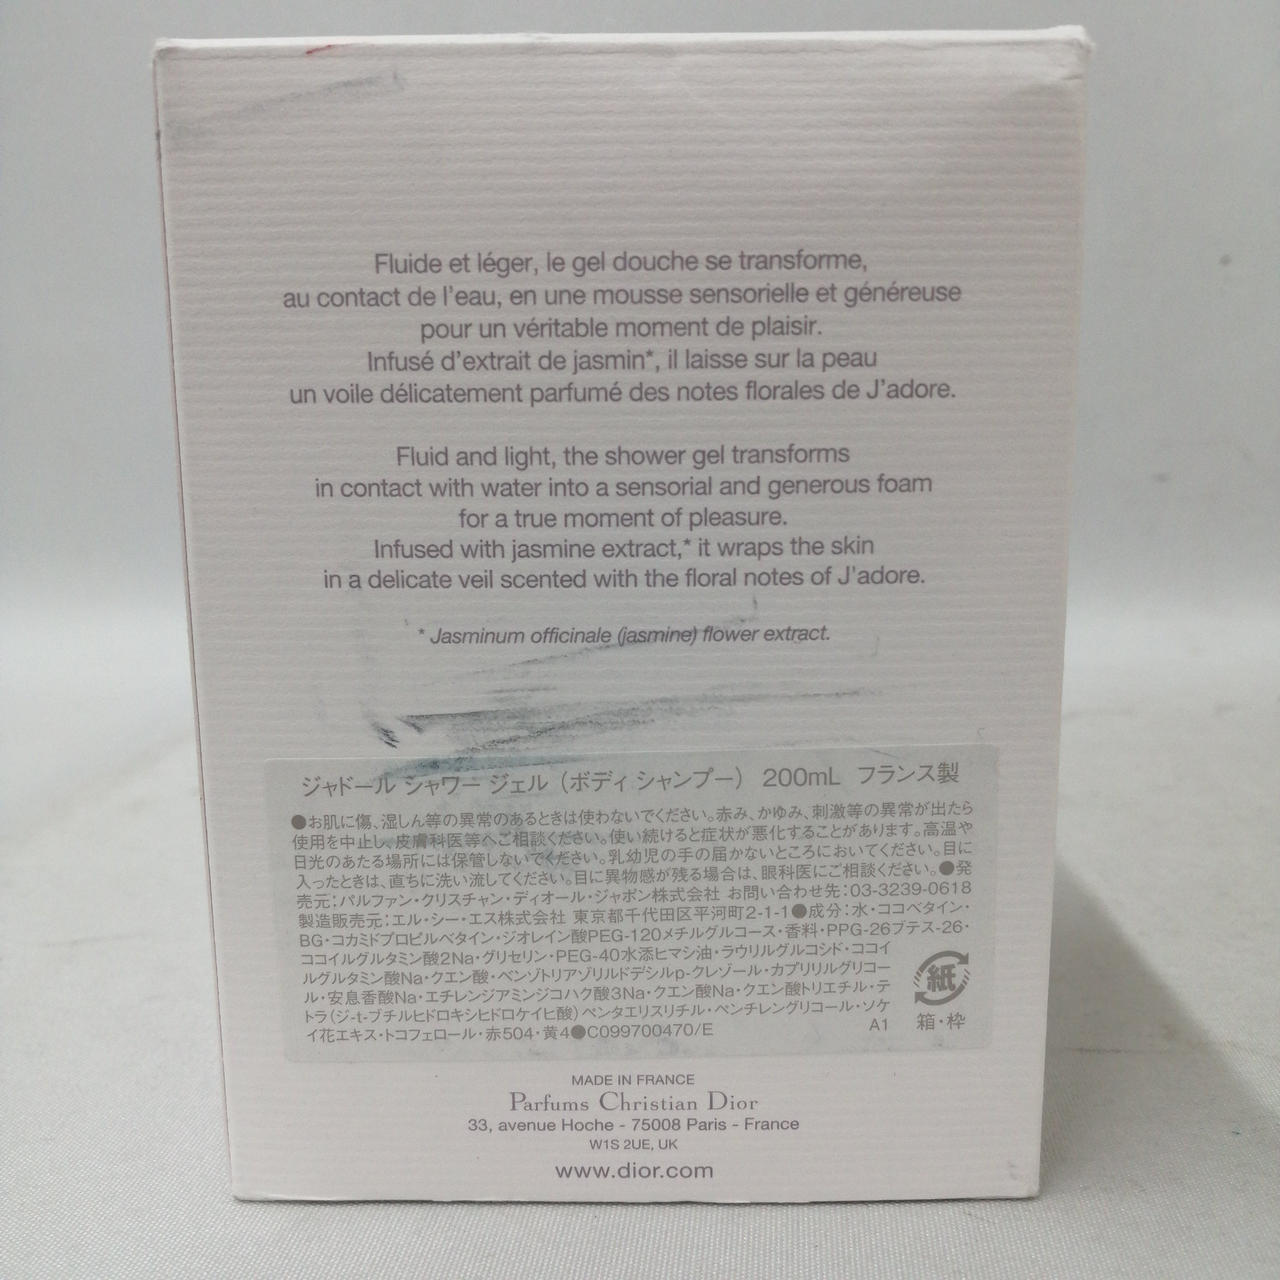 Fluide et léger, le gel douche se transforme,
au contact de l'eau, en une mousse sensorielle et généreuse
pour un véritable moment de plaisir.
Infusé d'extrait de jasmin*, il laisse sur la peau
un voile délicatement parfumé des notes florales de J'adore.
Fluid and light, the shower gel transforms
in contact with water into a sensorial and generous foam
for a true moment of pleasure.
Infused with jasmine extract,* it wraps the skin
in a delicate veil scented with the floral notes of J'adore.
* Jasminum officinale (jasmine) flower extract.
ジャドール シャワー ジェル（ボディ シャンプー） 200mL フランス製
●お肌に傷、湿しん等の異常のあるときは使わないでください。赤み、かゆみ、刺激等の異常が出たら
使用を中止し、皮膚科医等へご相談ください。使い続けると症状が悪化することがあります。高温や
日光のあたる場所には保管しないでください。乳幼児の手の届かないところにおいてください。目に
入ったときは、直ちに洗い流してください。目に異物感が残る場合は、眼科医にご相談ください。●発
売元：パルファン・クリスチャン・ディオール・ジャポン株式会社 お問い合わせ先：03-3239-0618
製造販売元：エル・シー・エス株式会社 東京都千代田区平河町2-1-1●成分：水・ココベタイン・
BG・コカミドプロピルベタイン・ジオレイン酸PEG-120メチルグルコース・香料・PPG-26ブテス-26・
ココイルグルタミン酸2Na・グリセリン・PEG-40水添ヒマシ油・ラウリルグルコシド・ココイ
ルグルタミン酸Na・クエン酸・ベンゾトリアゾリルドデシルp-クレゾール・カプリリルグリコー
ル・安息香酸Na・エチレンジアミンジコハク酸3Na・クエン酸Na・クエン酸トリエチル・テ
トラ(ジ-t-ブチルヒドロキシヒドロケイヒ酸)ペンタエリスリチル・ペンチレングリコール・ソケ
イ花エキス・トコフェロール・赤504・黄4●C099700470/E
A1
紙
箱・枠
MADE IN FRANCE
Parfums Christian Dior
33, avenue Hoche - 75008 Paris - France
W1S 2UE, UK
www.dior.com